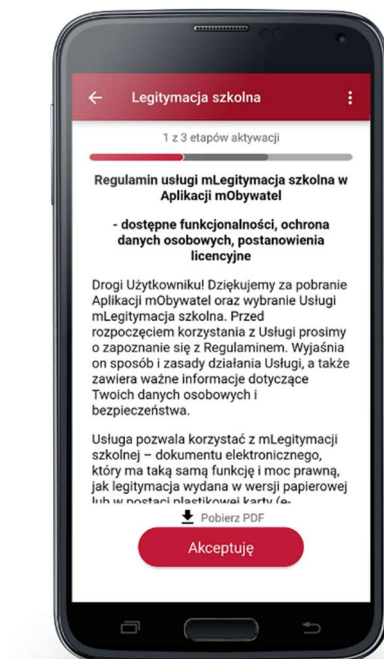 Legitymacja szkolna
1 z 3 etapów aktywacji
Regulamin usługi mLegitymacja szkolna w
Aplikacji mObywatel
- dostępne funkcjonalności, ochrona
danych osobowych, postanowienia
licencyjne
Drogi Użytkowniku! Dziękujemy za pobranie
Aplikacji mObywatel oraz wybranie Usługi
mLegitymacja szkolna. Przed
rozpoczęciem korzystania z Usługi prosimy
o zapoznanie się z Regulaminem. Wyjaśnia
on sposób i zasady działania Usługi, a także
zawiera ważne informacje dotyczące
Twoich danych osobowych i
bezpieczeństwa.
Usługa pozwala korzystać z mLegitymacji
szkolnej – dokumentu elektronicznego,
który ma taką samą funkcję i moc prawną,
jak legitymacja wydana w wersji papierowej
lub w postaci plastikowej karty (e-
Pobierz PDF
Akceptuję